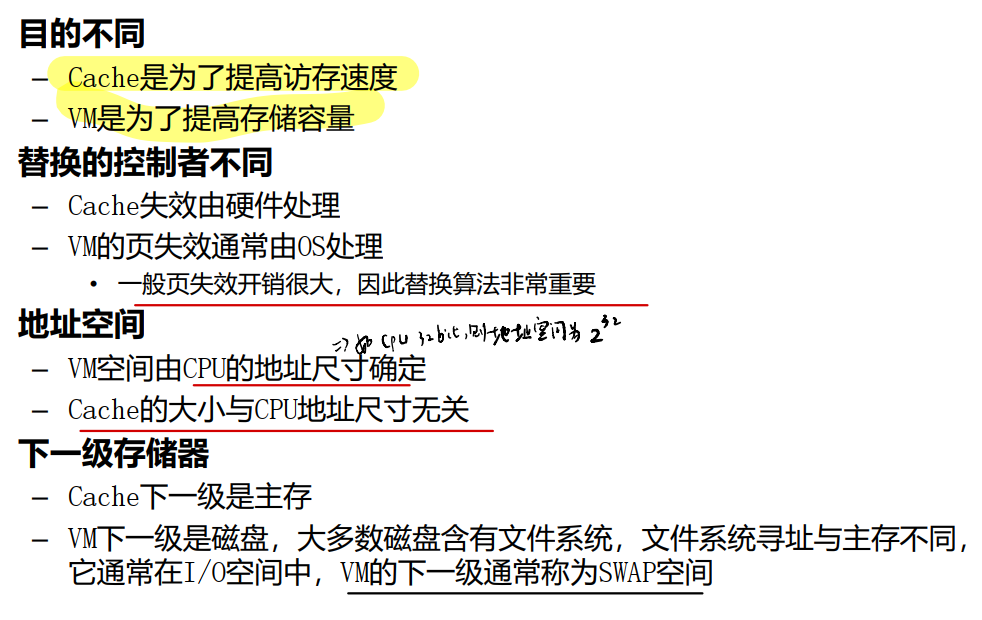 目的不同
– Cache是为了提高访存速度
– VM是为了提高存储容量
替换的控制者不同
– Cache失效由硬件处理
– VM的页失效通常由OS处理
• 一般页失效开销很大，因此替换算法非常重要
地址空间
=> 如 CPU 32bit, 则地址空间为 2^32
– VM空间由CPU的地址尺寸确定
– Cache的大小与CPU地址尺寸无关
下一级存储器
– Cache下一级是主存
– VM下一级是磁盘，大多数磁盘含有文件系统，文件系统寻址与主存不同，
它通常在I/O空间中，VM的下一级通常称为SWAP空间